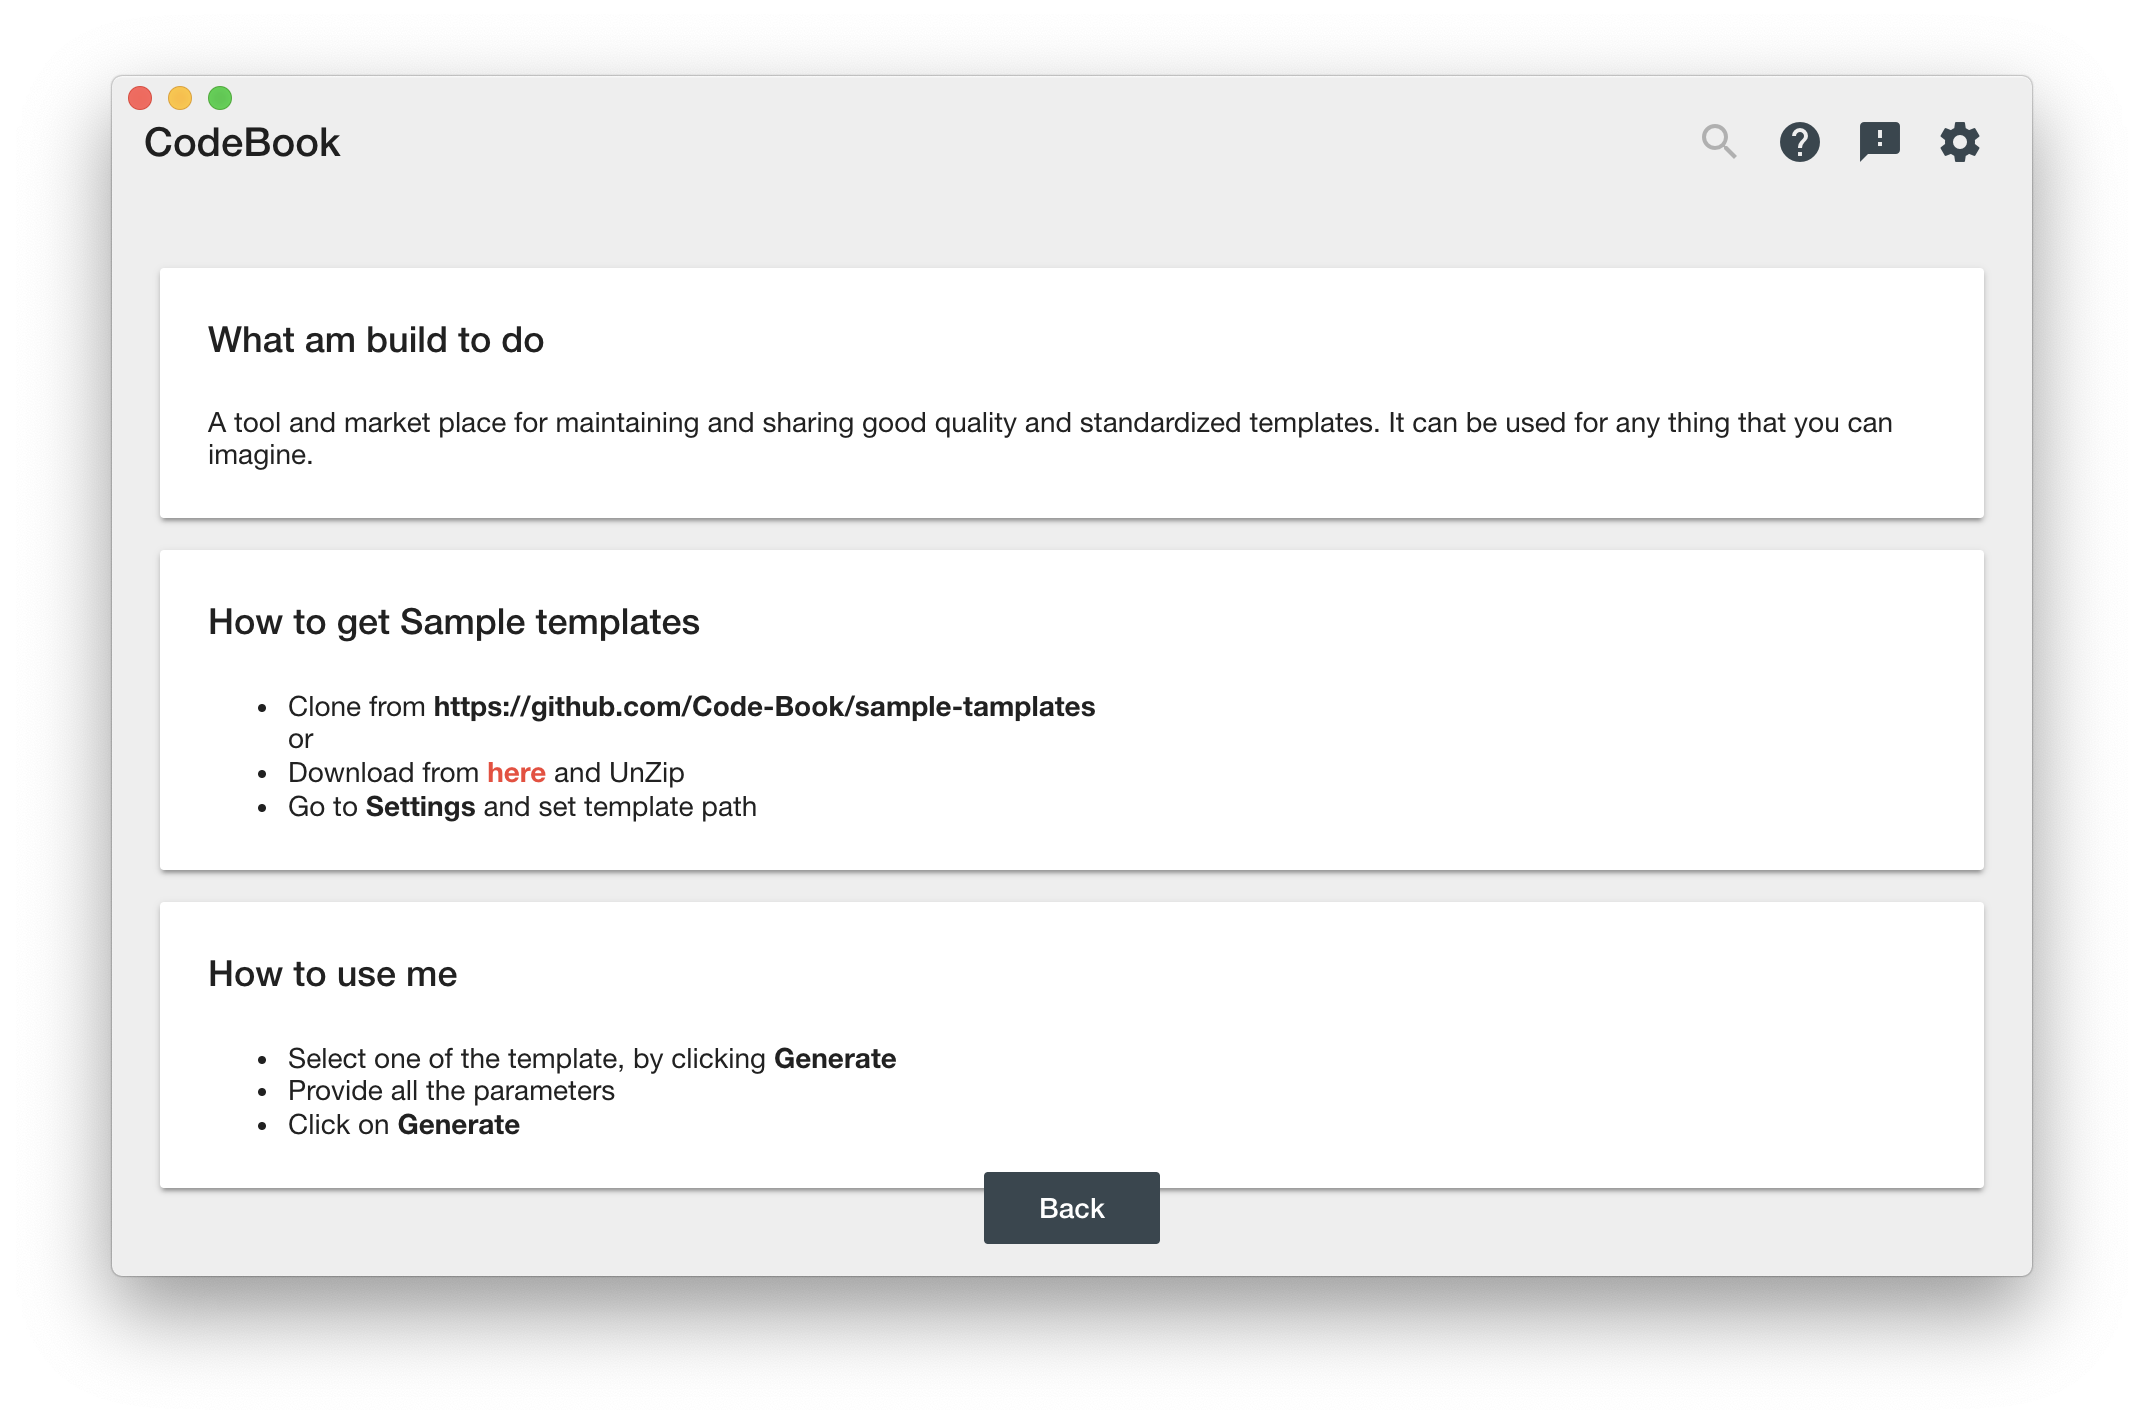 CodeBook
What am build to do
A tool and market place for maintaining and sharing good quality and standardized templates. It can be used for any thing that you can
imagine.
How to get Sample templates
• Clone from https://github.com/Code-Book/sample-tamplates
or
• Download from here and UnZip
• Go to Settings and set template path
How to use me
• Select one of the template, by clicking Generate
• Provide all the parameters
• Click on Generate
Back